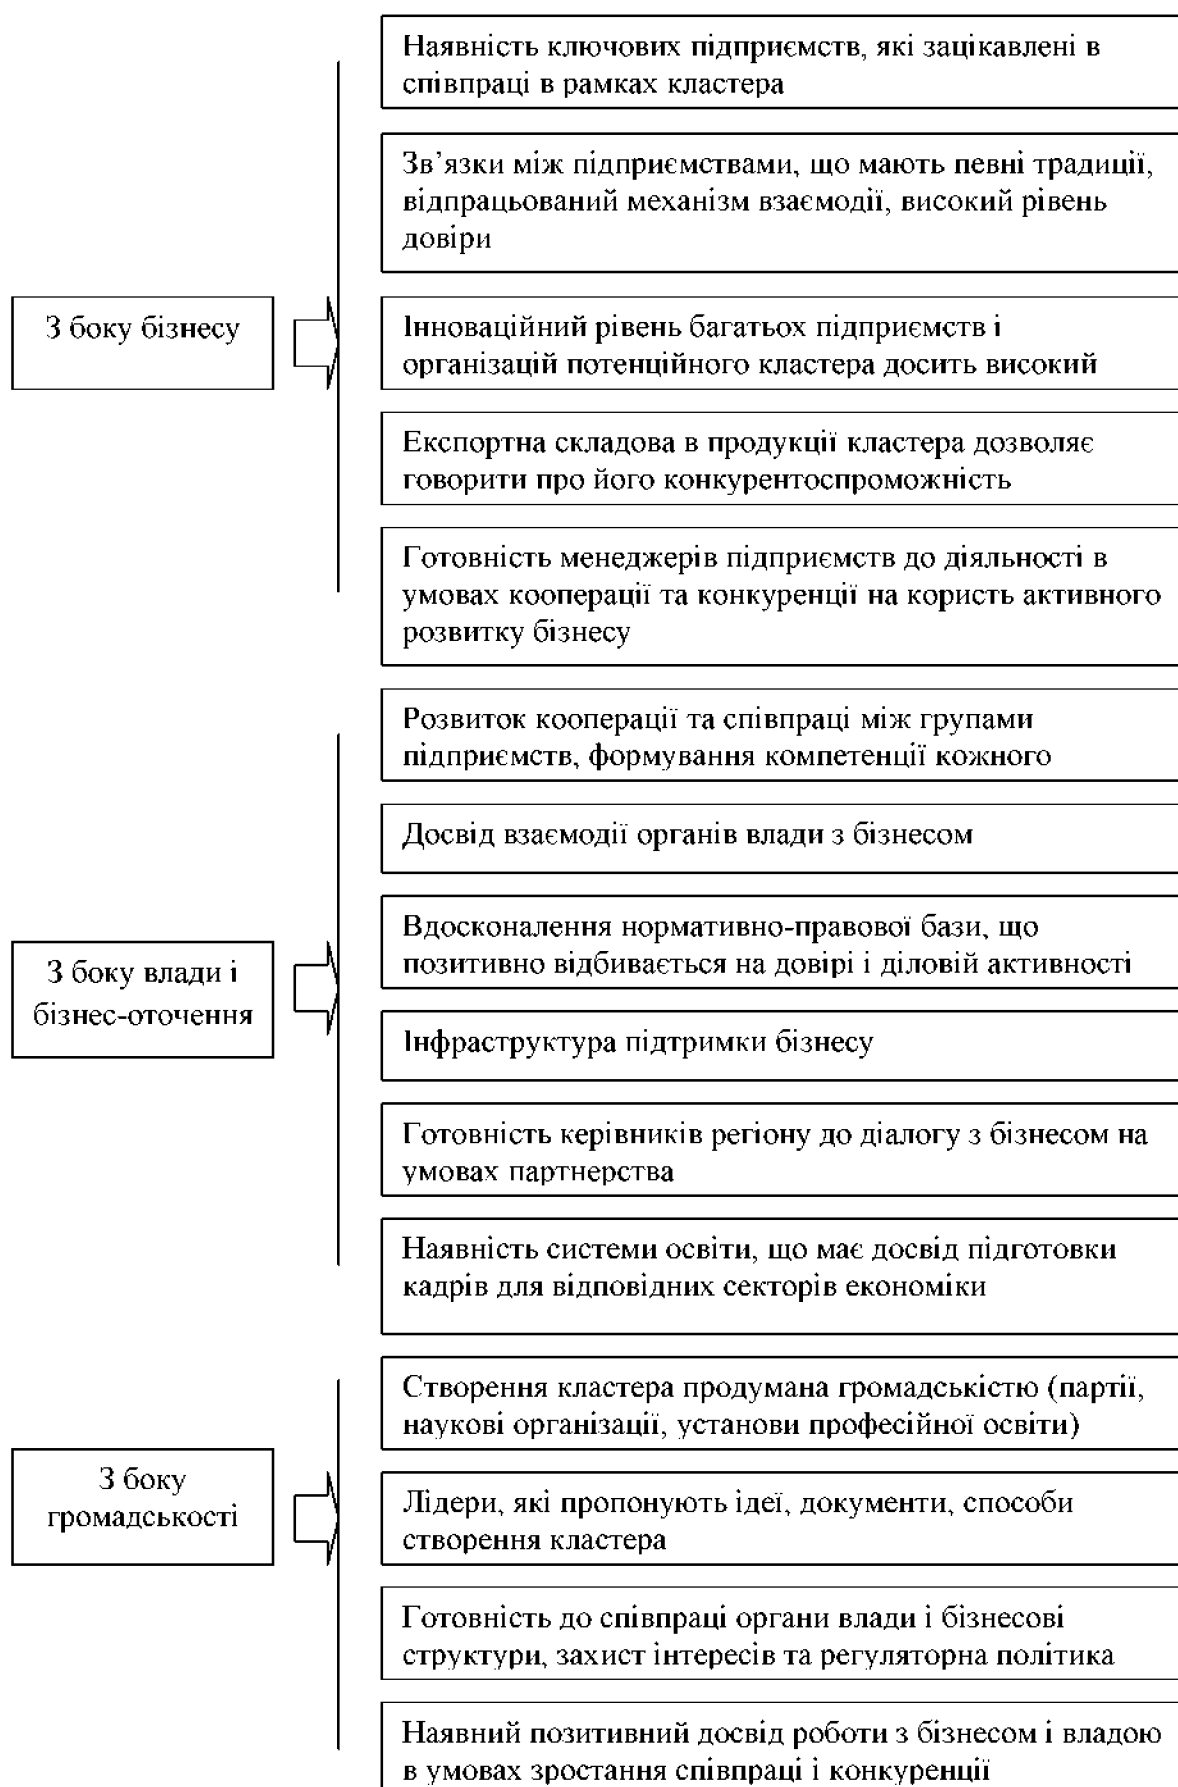 З боку бізнесу
Наявність ключових підприємств, які зацікавлені в
співпраці в рамках кластера
Зв’язки між підприємствами, що мають певні традиції,
відпрацьований механізм взаємодії, високий рівень
довіри
Інноваційний рівень багатьох підприємств і
організацій потенційного кластера досить високий
Експортна складова в продукції кластера дозволяє
говорити про його конкурентоспроможність
Готовність менеджерів підприємств до діяльності в
умовах кооперації та конкуренції на користь активного
розвитку бізнесу
З боку влади і
бізнес-оточення
Розвиток кооперації та співпраці між групами
підприємств, формування компетенції кожного
Досвід взаємодії органів влади з бізнесом
Вдосконалення нормативно-правової бази, що
позитивно відбивається на довірі і діловій активності
Інфраструктура підтримки бізнесу
Готовність керівників регіону до діалогу з бізнесом на
умовах партнерства
Наявність системи освіти, що має досвід підготовки
кадрів для відповідних секторів економіки
З боку
громадськості
Створення кластера продумана громадськістю (партії,
наукові організації, установи професійної освіти)
Лідери, які пропонують ідеї, документи, способи
створення кластера
Готовність до співпраці органи влади і бізнесові
структури, захист інтересів та регуляторна політика
Наявний позитивний досвід роботи з бізнесом і владою
в умовах зростання співпраці і конкуренції